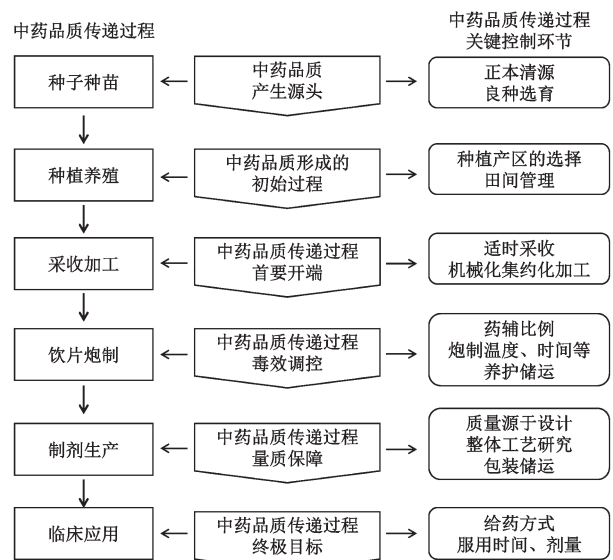 中药品质传递过程
中药品质传递过程
关键控制环节
种子种苗
中药品质
产生源头
正本清源
良种选育
种植养殖
中药品质形成的
初始过程
种植产区的选择
田间管理
采收加工
中药品质传递过程
首要开端
适时采收
机械化集约化加工
饮片炮制
中药品质传递过程
毒效调控
药辅比例
炮制温度、时间等
养护储运
制剂生产
中药品质传递过程
量质保障
质量源于设计
整体工艺研究
包装储运
临床应用
中药品质传递过程
终极目标
给药方式
服用时间、剂量